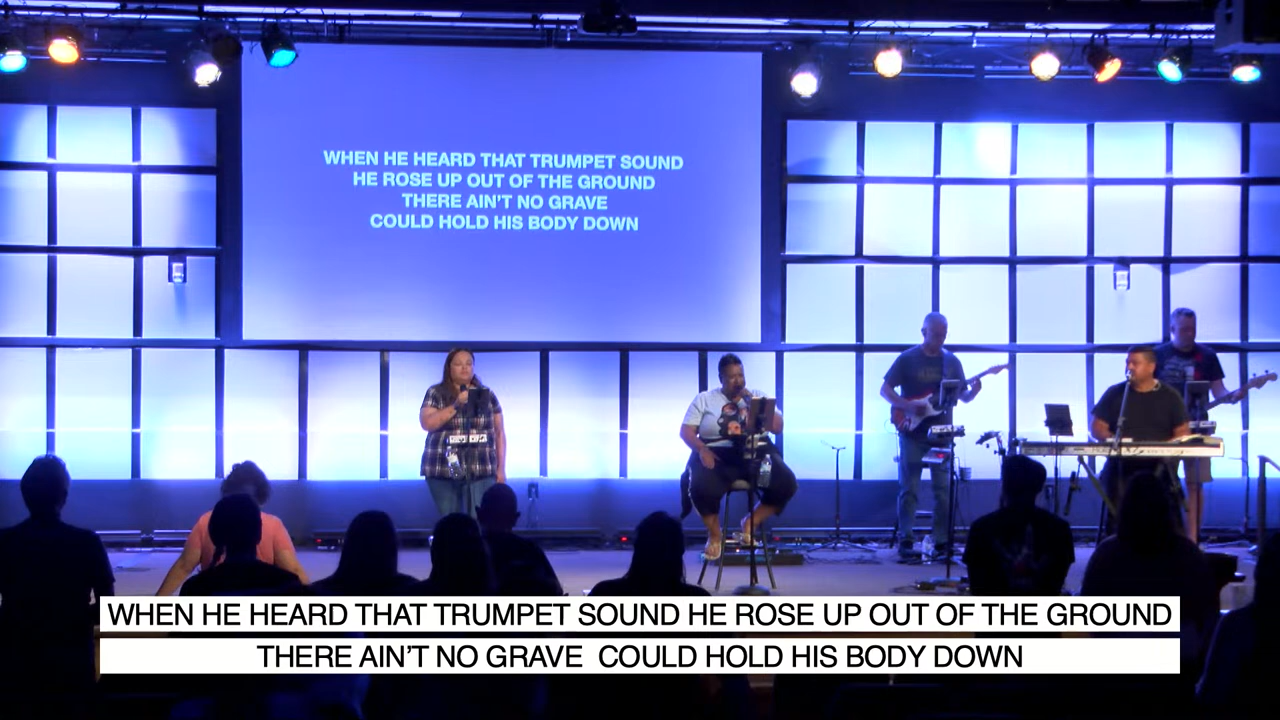 WHEN HE HEARD THAT TRUMPET SOUND
HE ROSE UP OUT OF THE GROUND
THERE AIN'T NO GRAVE
COULD HOLD HIS BODY DOWN
WHEN HE HEARD THAT TRUMPET SOUND HE ROSE UP OUT OF THE GROUND
THERE AIN'T NO GRAVE COULD HOLD HIS BODY DOWN